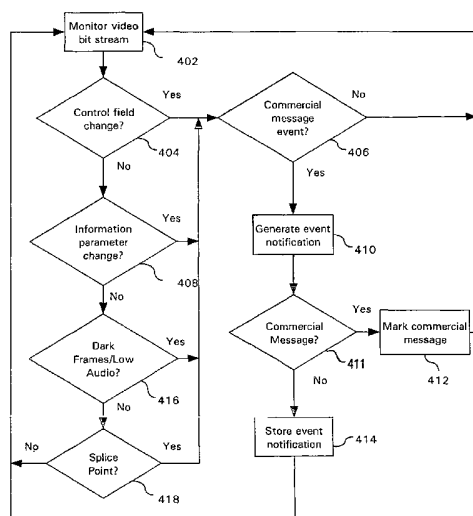 Monitor video
bit stream
402
Control field
change?
Yes
404
No
Commercial
message
event?
No
406
Yes
Information
parameter
change?
Yes
408
No
Generate event
notification
410
Dark
Frames/Low
Audio?
Yes
416
No
Commercial
Message?
Yes
411
No
Mark commercial
message
412
Splice
Point?
No
Yes
418
Store event
notification
414